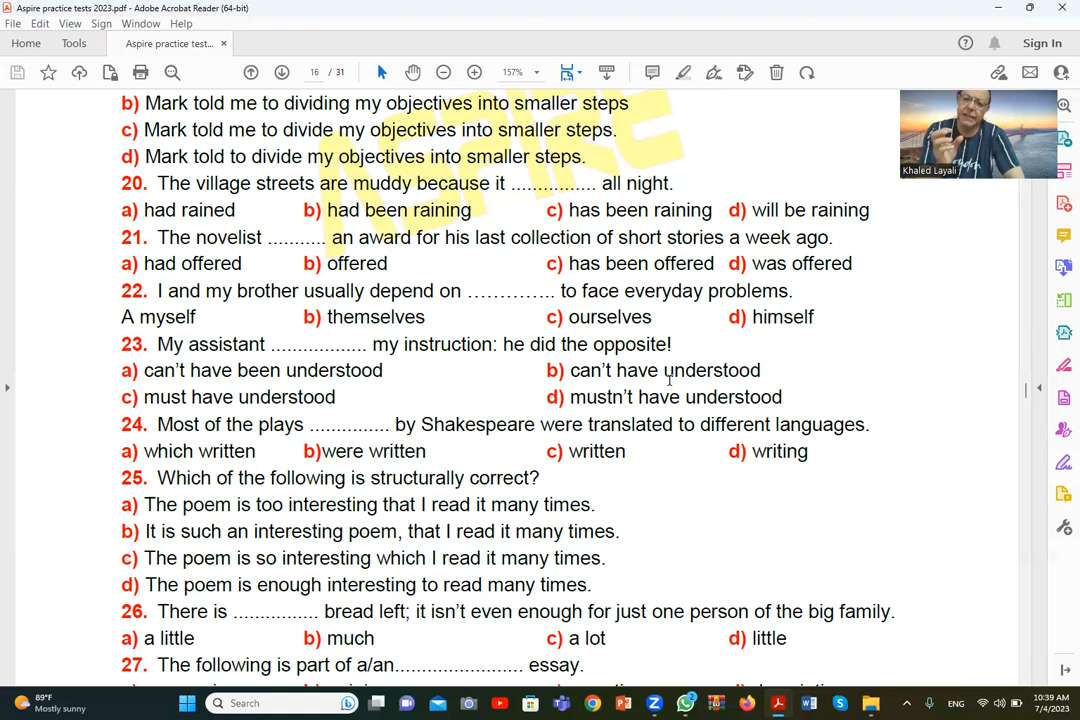 Aspire practice tests 2023.pdf - Adobe Acrobat Reader (64-bit)
File Edit View Sign Window Help
Home Tools Aspire practice test... × Sign In
16 / 31 157%
b) Mark told me to dividing my objectives into smaller steps
c) Mark told me to divide my objectives into smaller steps.
d) Mark told to divide my objectives into smaller steps.
ASPIRE
Khaled Layali
20. The village streets are muddy because it ............... all night.
a) had rained b) had been raining c) has been raining d) will be raining
21. The novelist .......... an award for his last collection of short stories a week ago.
a) had offered b) offered c) has been offered d) was offered
22. I and my brother usually depend on .............. to face everyday problems.
A myself b) themselves c) ourselves d) himself
23. My assistant ................. my instruction: he did the opposite!
a) can't have been understood b) can't have understood
c) must have understood d) mustn't have understood
24. Most of the plays .............. by Shakespeare were translated to different languages.
a) which written b)were written c) written d) writing
25. Which of the following is structurally correct?
a) The poem is too interesting that I read it many times.
b) It is such an interesting poem, that I read it many times.
c) The poem is so interesting which I read it many times.
d) The poem is enough interesting to read many times.
26. There is ............... bread left; it isn't even enough for just one person of the big family.
a) a little b) much c) a lot d) little
27. The following is part of a/an...................... essay.
89°F
Mostly sunny
Search
2
ENG
10:39 AM
7/4/2023